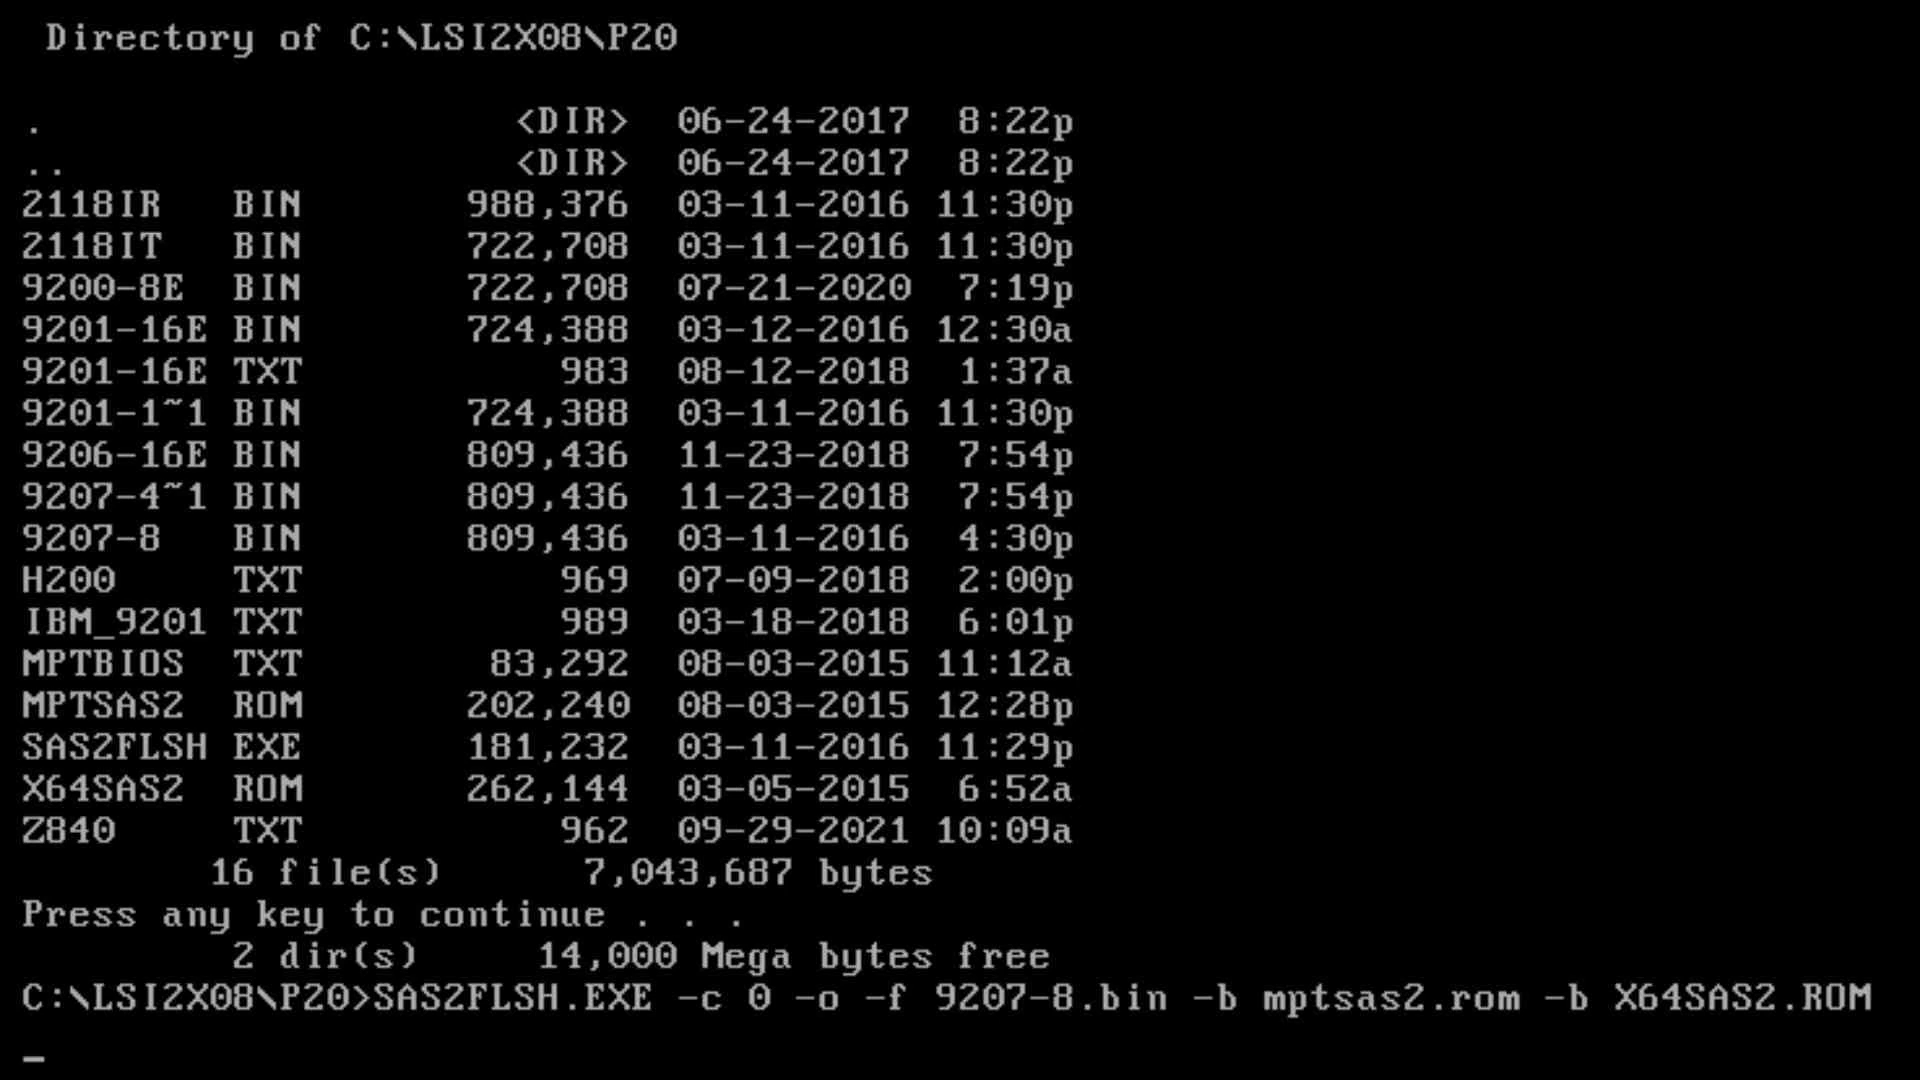 Directory of C:\LSI2X08\P20
. <DIR> 06-24-2017 8:22p
.. <DIR> 06-24-2017 8:22p
2118IR BIN 988,376 03-11-2016 11:30p
2118IT BIN 722,708 03-11-2016 11:30p
9200-8E BIN 722,708 07-21-2020 7:19p
9201-16E BIN 724,388 03-12-2016 12:30a
9201-16E TXT 983 08-12-2018 1:37a
9201-1~1 BIN 724,388 03-11-2016 11:30p
9206-16E BIN 809,436 11-23-2018 7:54p
9207-4~1 BIN 809,436 11-23-2018 7:54p
9207-8 BIN 809,436 03-11-2016 4:30p
H200 TXT 969 07-09-2018 2:00p
IBM_9201 TXT 989 03-18-2018 6:01p
MPTBIOS TXT 83,292 08-03-2015 11:12a
MPTSAS2 ROM 202,240 08-03-2015 12:28p
SAS2FLSH EXE 181,232 03-11-2016 11:29p
X64SAS2 ROM 262,144 03-05-2015 6:52a
Z840 TXT 962 09-29-2021 10:09a
16 file(s) 7,043,687 bytes
Press any key to continue . . .
2 dir(s) 14,000 Mega bytes free
C:\LSI2X08\P20>SAS2FLSH.EXE -c 0 -o -f 9207-8.bin -b mptsas2.rom -b X64SAS2.ROM
_